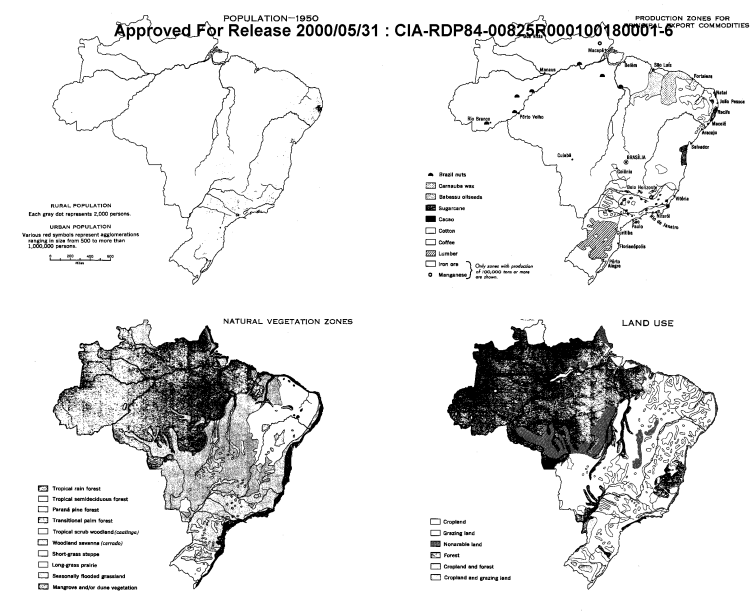 POPULATION—1950
PRODUCTION ZONES FOR
PRINCIPAL EXPORT COMMODITIES
Approved For Release 2000/05/31 : CIA-RDP84-00825R000100180001-6
RURAL POPULATION
Each grey dot represents 2,000 persons.
URBAN POPULATION
Various red symbols represent agglomerations
ranging in size from 500 to more than
1,000,000 persons.
0 200 400 600
Miles
Macapá
Belém
São Luís
Fortaleza
Manaus
Natal
João Pessoa
Recife
Maceió
Aracaju
Rio Branco
Pôrto Velho
Salvador
Cuiabá
BRASÍLIA
Goiânia
Belo Horizonte
Vitória
Niterói
Rio de Janeiro
São Paulo
Curitiba
Florianópolis
Pôrto Alegre
Brazil nuts
Carnauba wax
Babassu oilseeds
Sugarcane
Cacao
Cotton
Coffee
Lumber
Iron ore
Manganese
Only zones with production
of 100,000 tons or more
are shown.
NATURAL VEGETATION ZONES
Tropical rain forest
Tropical semideciduous forest
Paraná pine forest
Transitional palm forest
Tropical scrub woodland (caatinga)
Woodland savanna (cerrado)
Short-grass steppe
Long-grass prairie
Seasonally flooded grassland
Mangrove and/or dune vegetation
LAND USE
Cropland
Grazing land
Nonarable land
Forest
Cropland and forest
Cropland and grazing land